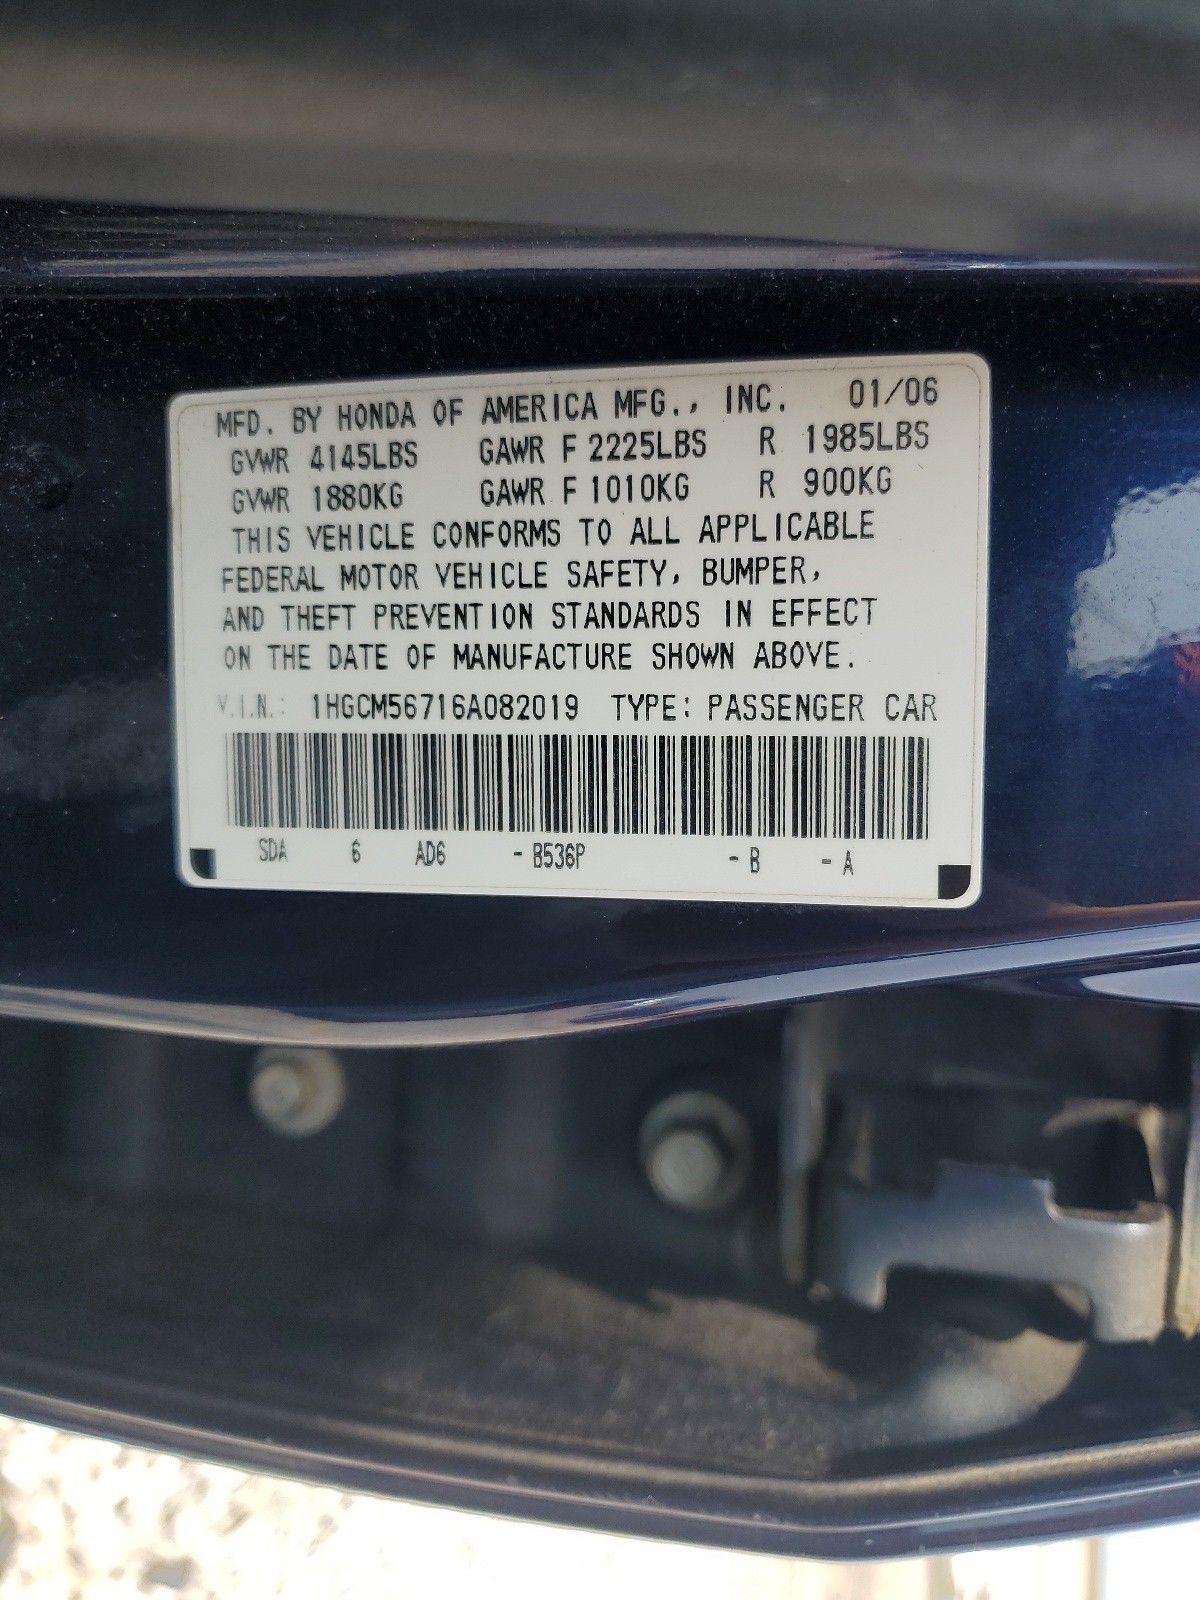 MFD. BY HONDA OF AMERICA MFG., INC. 01/06
GVWR 4145LBS GAWR F 2225LBS R 1985LBS
GVWR 1880KG GAWR F 1010KG R 900KG
THIS VEHICLE CONFORMS TO ALL APPLICABLE
FEDERAL MOTOR VEHICLE SAFETY, BUMPER,
AND THEFT PREVENTION STANDARDS IN EFFECT
ON THE DATE OF MANUFACTURE SHOWN ABOVE.
V.I.N.: 1HGCM56716A082019 TYPE: PASSENGER CAR
SDA 6 AD6 - B536P - B - A